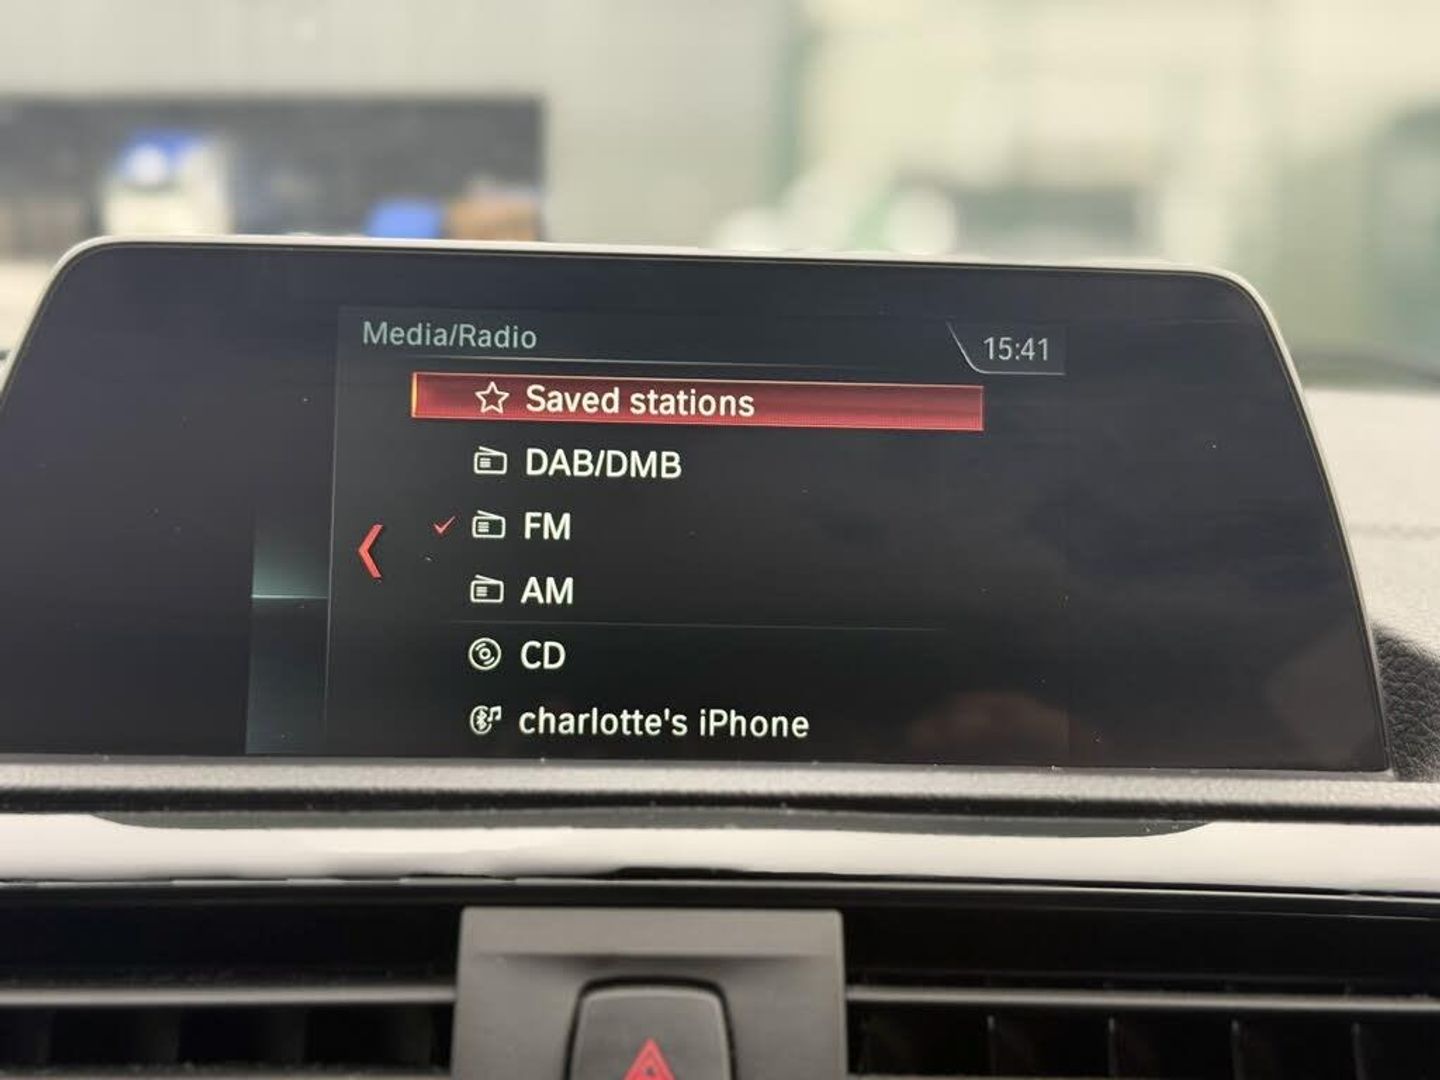 Media/Radio
15:41
Saved stations
DAB/DMB
FM
AM
CD
charlotte's iPhone